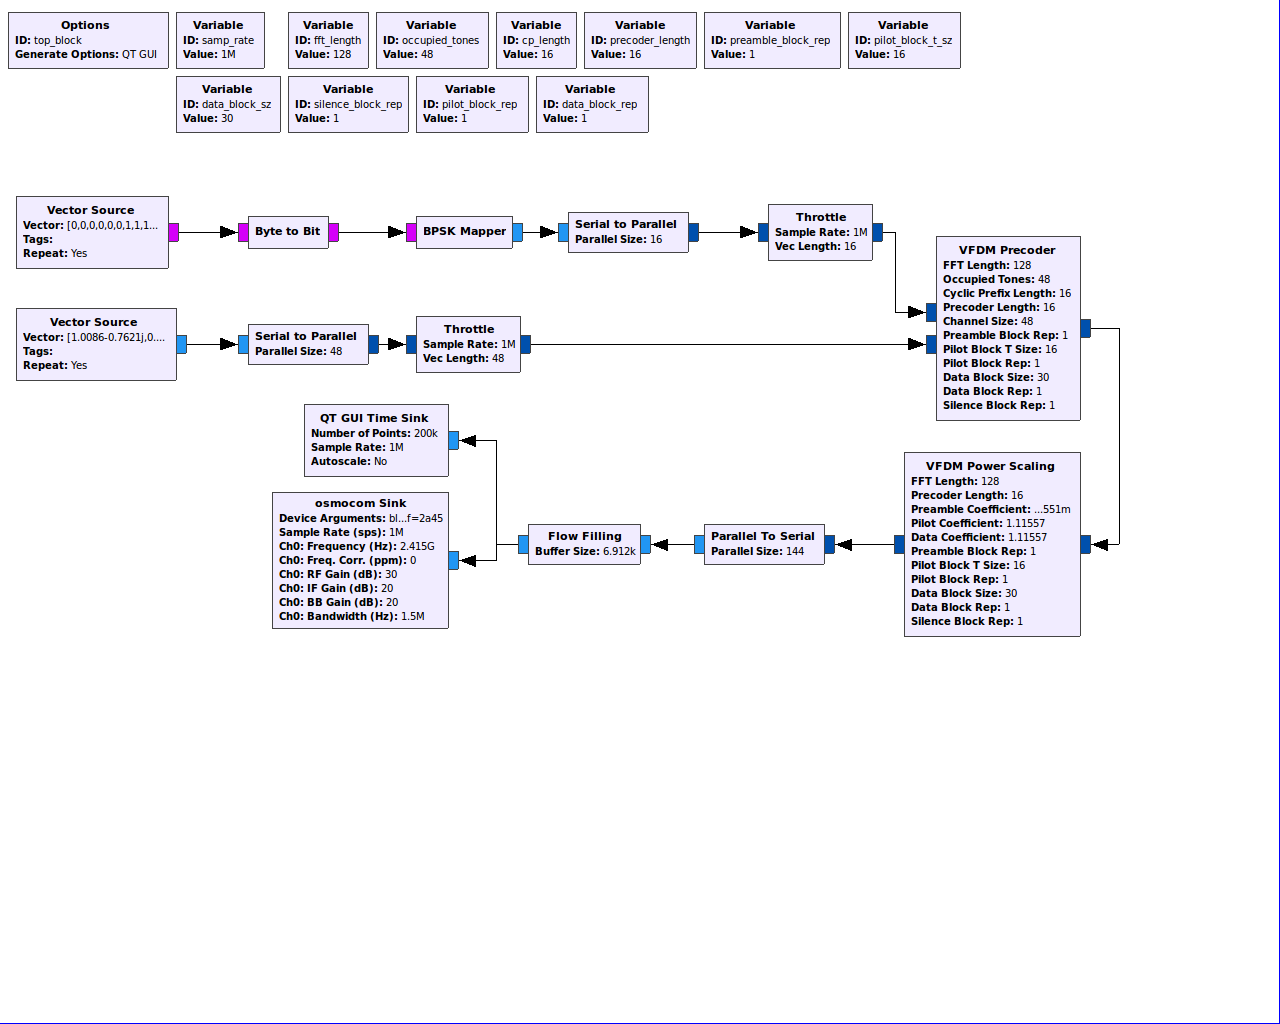 Options
ID: top_block
Generate Options: QT GUI
Variable
ID: samp_rate
Value: 1M
Variable
ID: fft_length
Value: 128
Variable
ID: occupied_tones
Value: 48
Variable
ID: cp_length
Value: 16
Variable
ID: precoder_length
Value: 16
Variable
ID: preamble_block_rep
Value: 1
Variable
ID: pilot_block_t_sz
Value: 16
Variable
ID: data_block_sz
Value: 30
Variable
ID: silence_block_rep
Value: 1
Variable
ID: pilot_block_rep
Value: 1
Variable
ID: data_block_rep
Value: 1
Vector Source
Vector: [0,0,0,0,0,0,1,1,1...
Tags:
Repeat: Yes
Byte to Bit
BPSK Mapper
Serial to Parallel
Parallel Size: 16
Throttle
Sample Rate: 1M
Vec Length: 16
VFDM Precoder
FFT Length: 128
Occupied Tones: 48
Cyclic Prefix Length: 16
Precoder Length: 16
Channel Size: 48
Preamble Block Rep: 1
Pilot Block T Size: 16
Pilot Block Rep: 1
Data Block Size: 30
Data Block Rep: 1
Silence Block Rep: 1
Vector Source
Vector: [1.0086-0.7621j,0....
Tags:
Repeat: Yes
Serial to Parallel
Parallel Size: 48
Throttle
Sample Rate: 1M
Vec Length: 48
QT GUI Time Sink
Number of Points: 200k
Sample Rate: 1M
Autoscale: No
osmocom Sink
Device Arguments: bl...f=2a45
Sample Rate (sps): 1M
Ch0: Frequency (Hz): 2.415G
Ch0: Freq. Corr. (ppm): 0
Ch0: RF Gain (dB): 30
Ch0: IF Gain (dB): 20
Ch0: BB Gain (dB): 20
Ch0: Bandwidth (Hz): 1.5M
Flow Filling
Buffer Size: 6.912k
Parallel To Serial
Parallel Size: 144
VFDM Power Scaling
FFT Length: 128
Precoder Length: 16
Preamble Coefficient: ...551m
Pilot Coefficient: 1.11557
Data Coefficient: 1.11557
Preamble Block Rep: 1
Pilot Block T Size: 16
Pilot Block Rep: 1
Data Block Size: 30
Data Block Rep: 1
Silence Block Rep: 1